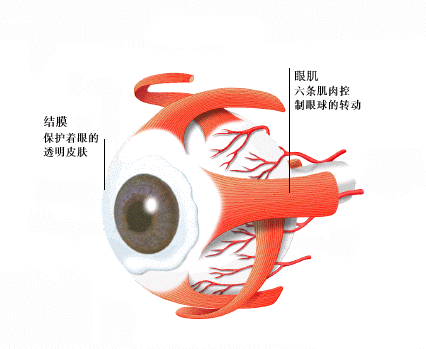 结膜
保护着眼的
透明皮肤
眼肌
六条肌肉控
制眼球的转动